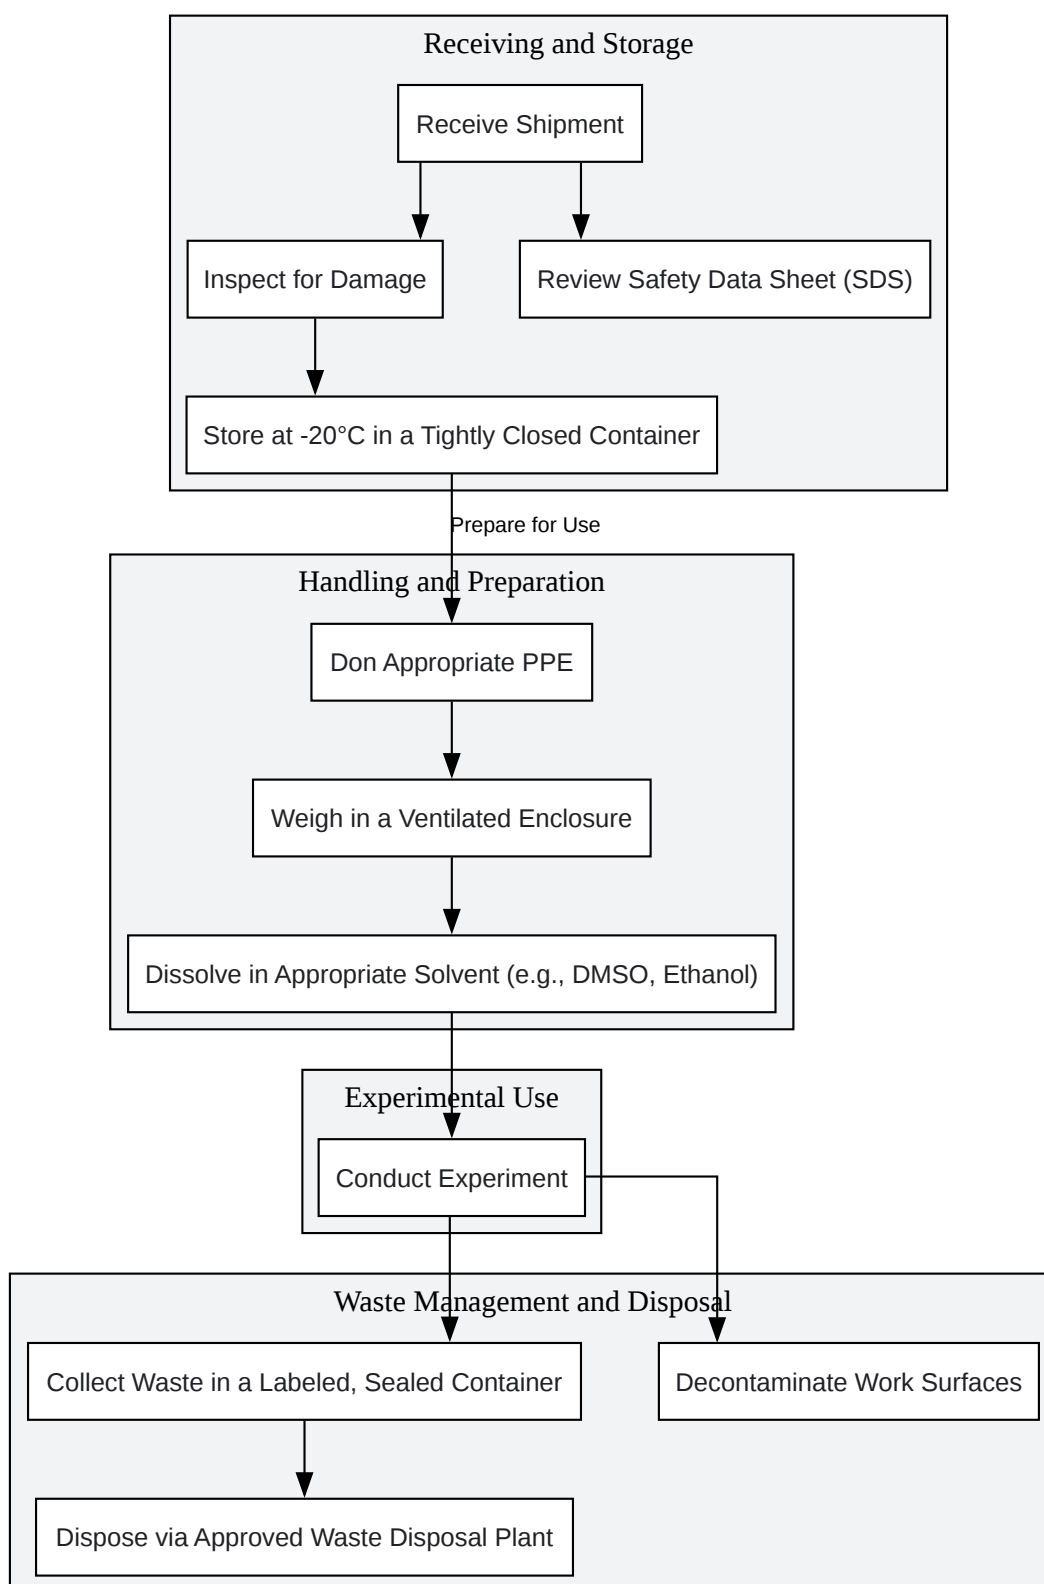 Receiving and Storage
Receive Shipment
Inspect for Damage
Review Safety Data Sheet (SDS)
Store at -20°C in a Tightly Closed Container
Prepare for Use
Handling and Preparation
Don Appropriate PPE
Weigh in a Ventilated Enclosure
Dissolve in Appropriate Solvent (e.g., DMSO, Ethanol)
Experimental Use
Conduct Experiment
Waste Management and Disposal
Collect Waste in a Labeled, Sealed Container
Decontaminate Work Surfaces
Dispose via Approved Waste Disposal Plant